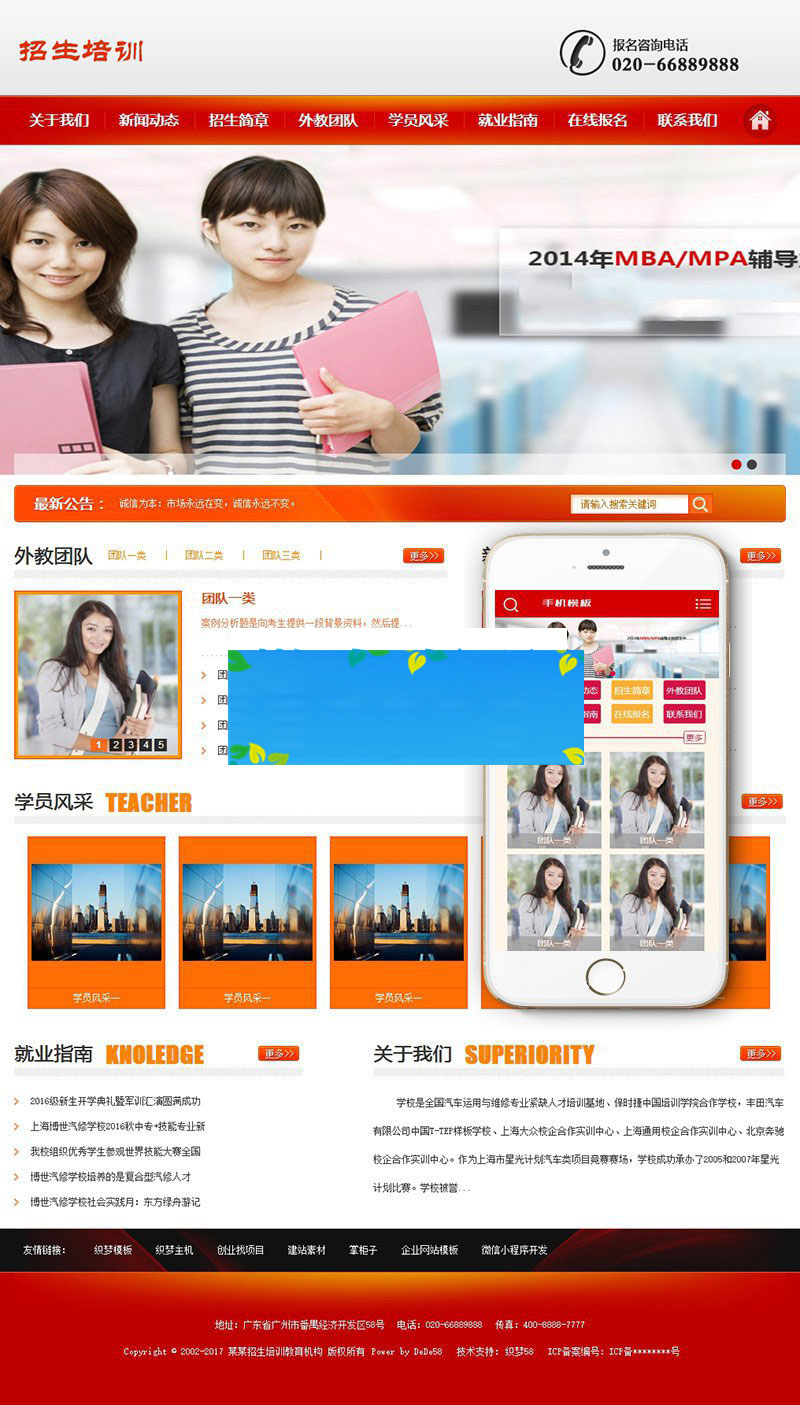 招生培训
报名咨询电话
020-66889888
关于我们 新闻动态 招生简章 外教团队 学员风采 就业指南 在线报名 联系我们
2014年MBA/MPA辅导
最新公告： 诚信为本：市场永远在变，诚信永远不变。
请输入搜索关键词
外教团队 团队一类 | 团队二类 | 团队三类 | 更多>>
更多>>
团队一类
案例分析题是向考生提供一段背景资料，然后提...
团
团
团
团
1 2 3 4 5
手机模板
动态 招生简章 外教团队
指南 在线报名 联系我们
更多
团队一类 团队一类
团队一类 团队一类
学员风采 TEACHER 更多>>
学员风采一 学员风采一 学员风采一
就业指南 KNOLEDGE 更多>>
2016级新生开学典礼暨军训汇演圆满成功
上海博世汽修学校2016秋中专+技能专业新
我校组织优秀学生参观世界技能大赛全国
博世汽修学校培养的是复合型汽修人才
博世汽修学校社会实践月：东方绿舟游记
关于我们 SUPERIORITY 更多>>
学校是全国汽车运用与维修专业紧缺人才培训基地、保时捷中国培训学院合作学校，丰田汽车
有限公司中国T-TEP样板学校、上海大众校企合作实训中心、上海通用校企合作实训中心、北京奔驰
校企合作实训中心。作为上海市星光计划汽车类项目竞赛赛场，学校成功承办了2005和2007年星光
计划比赛。学校被誉...
友情链接： 织梦模板 织梦主机 创业找项目 建站素材 掌柜子 企业网站模板 微信小程序开发
地址：广东省广州市番禺经济开发区58号 电话：020-66889888 传真：400-8888-7777
Copyright © 2002-2017 某某招生培训教育机构 版权所有 Power by DeDe58 技术支持：织梦58 ICP备案编号：ICP备********号